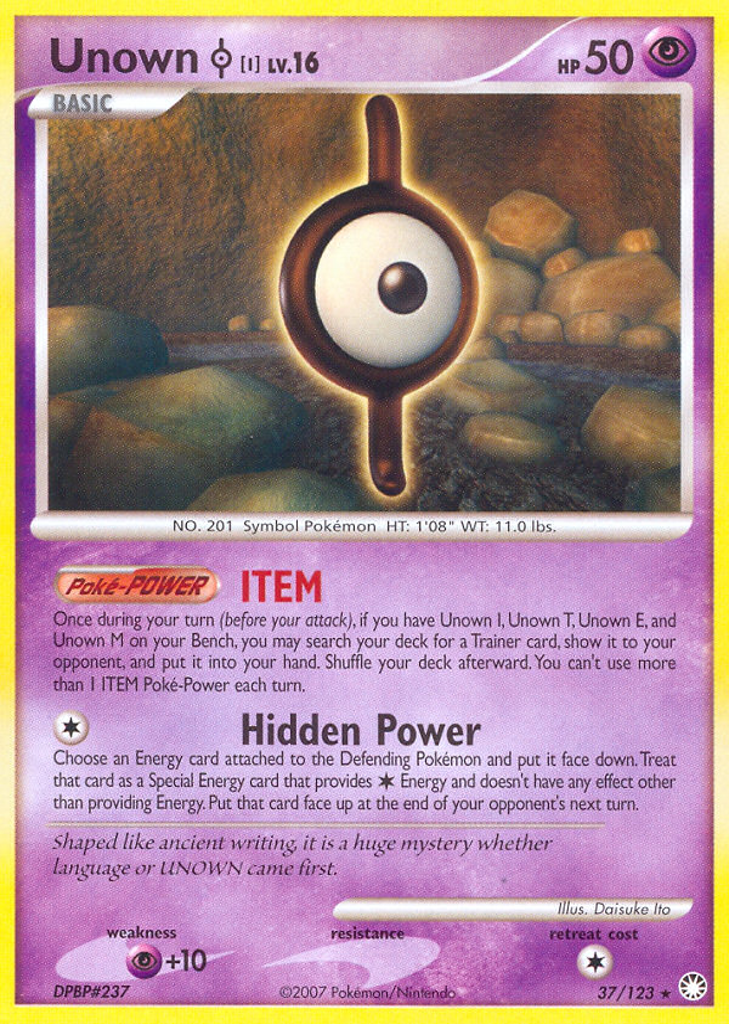 Unown [I] LV.16 HP 50
BASIC
NO. 201 Symbol Pokémon HT: 1'08" WT: 11.0 lbs.
Poké-POWER ITEM
Once during your turn (before your attack), if you have Unown I, Unown T, Unown E, and
Unown M on your Bench, you may search your deck for a Trainer card, show it to your
opponent, and put it into your hand. Shuffle your deck afterward. You can't use more
than 1 ITEM Poké-Power each turn.
Hidden Power
Choose an Energy card attached to the Defending Pokémon and put it face down. Treat
that card as a Special Energy card that provides Energy and doesn't have any effect other
than providing Energy. Put that card face up at the end of your opponent's next turn.
Shaped like ancient writing, it is a huge mystery whether
language or UNOWN came first.
Illus. Daisuke Ito
weakness resistance retreat cost
+10
DPBP#237 ©2007 Pokémon/Nintendo 37/123 ★